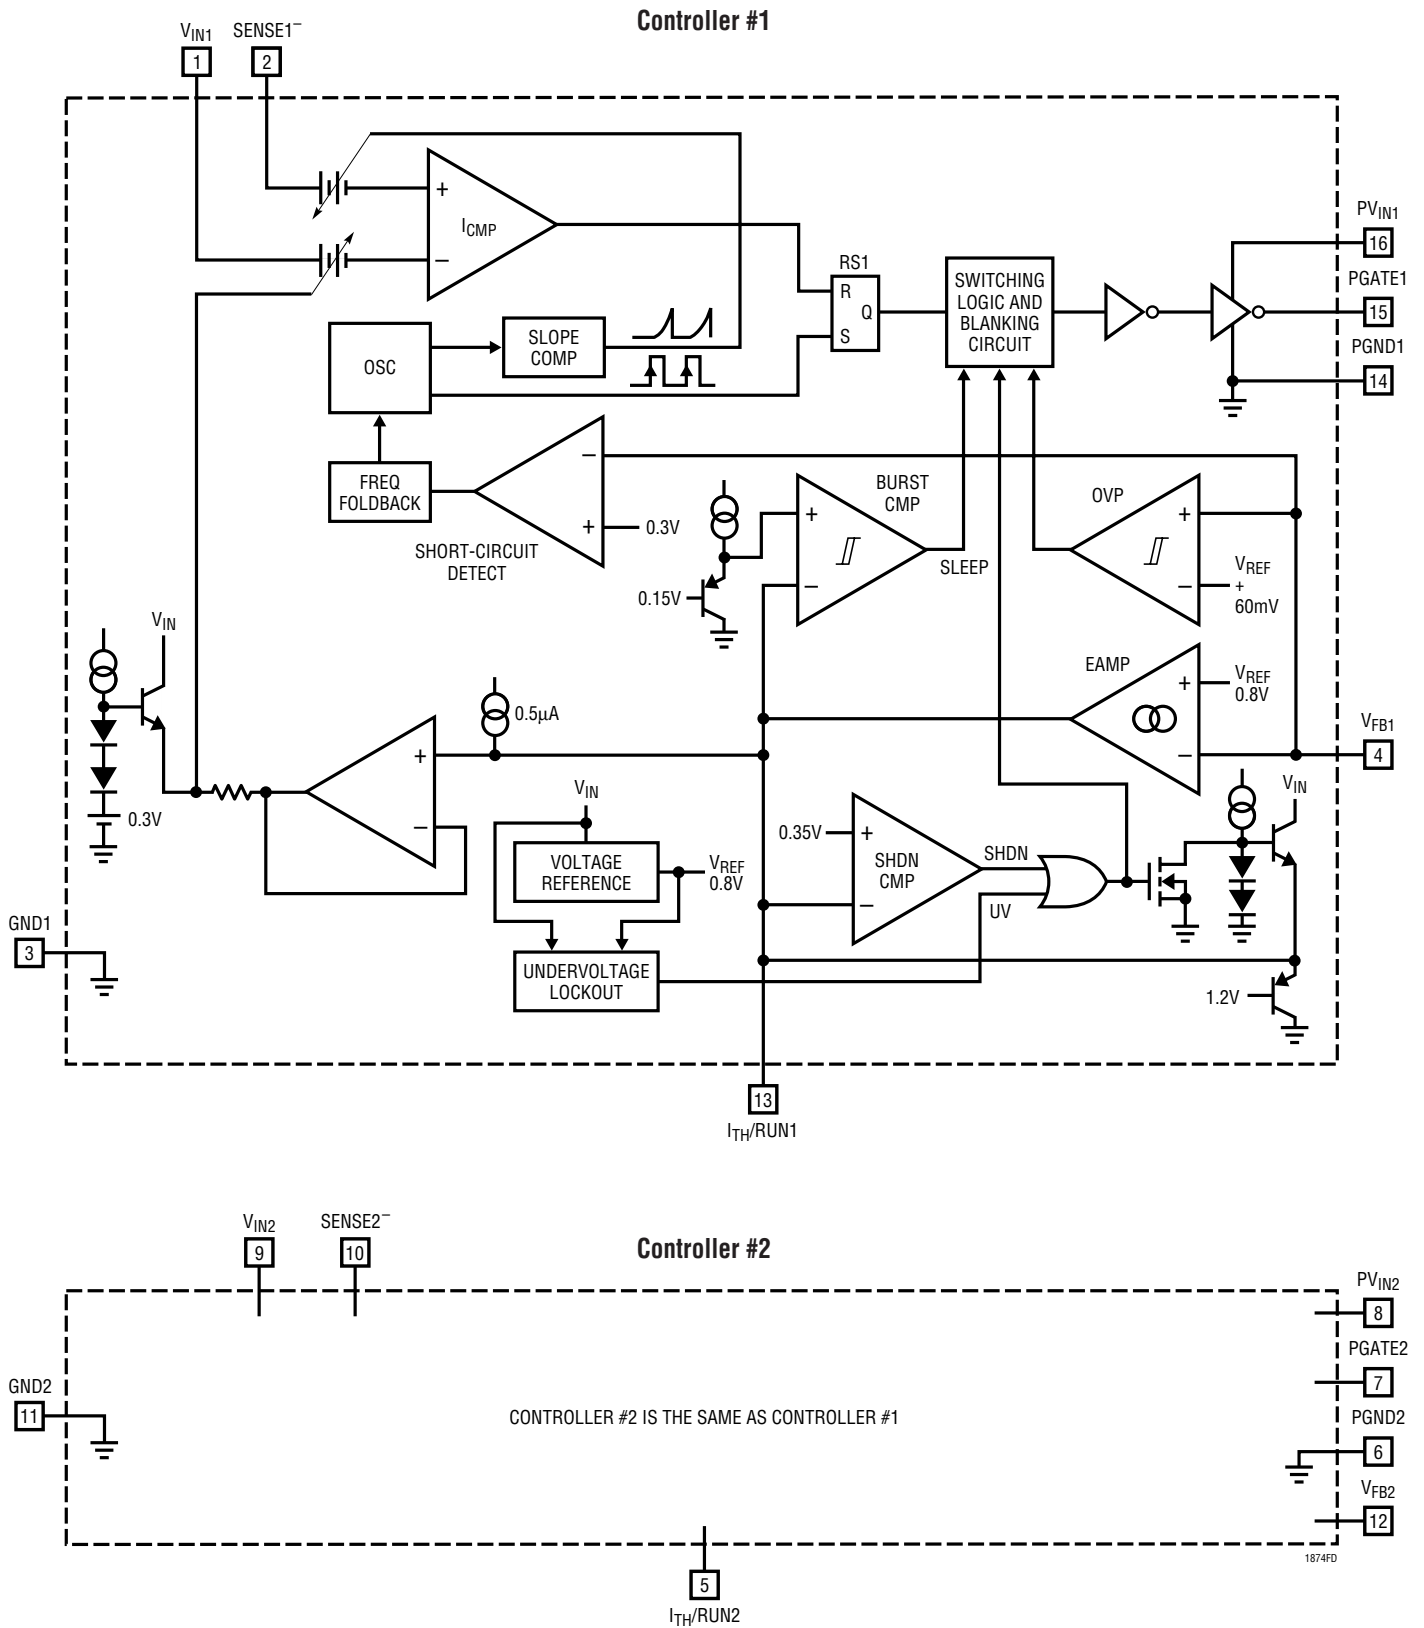 Controller #1
VIN1
SENSE1−
1
2
+
−
ICMP
PVIN1
16
RS1
R
Q
S
SWITCHING
LOGIC AND
BLANKING
CIRCUIT
PGATE1
15
PGND1
14
OSC
SLOPE
COMP
FREQ
FOLDBACK
−
+
0.3V
SHORT-CIRCUIT
DETECT
BURST
CMP
+
−
SLEEP
0.15V
OVP
+
−
VREF
+
60mV
EAMP
+
−
VREF
0.8V
VFB1
4
VIN
0.3V
0.5µA
+
−
VIN
VOLTAGE
REFERENCE
VREF
0.8V
UNDERVOLTAGE
LOCKOUT
0.35V
+
−
SHDN
CMP
SHDN
UV
VIN
1.2V
GND1
3
13
ITH/RUN1
Controller #2
VIN2
SENSE2−
9
10
PVIN2
8
PGATE2
7
PGND2
6
VFB2
12
GND2
11
CONTROLLER #2 IS THE SAME AS CONTROLLER #1
1874FD
5
ITH/RUN2